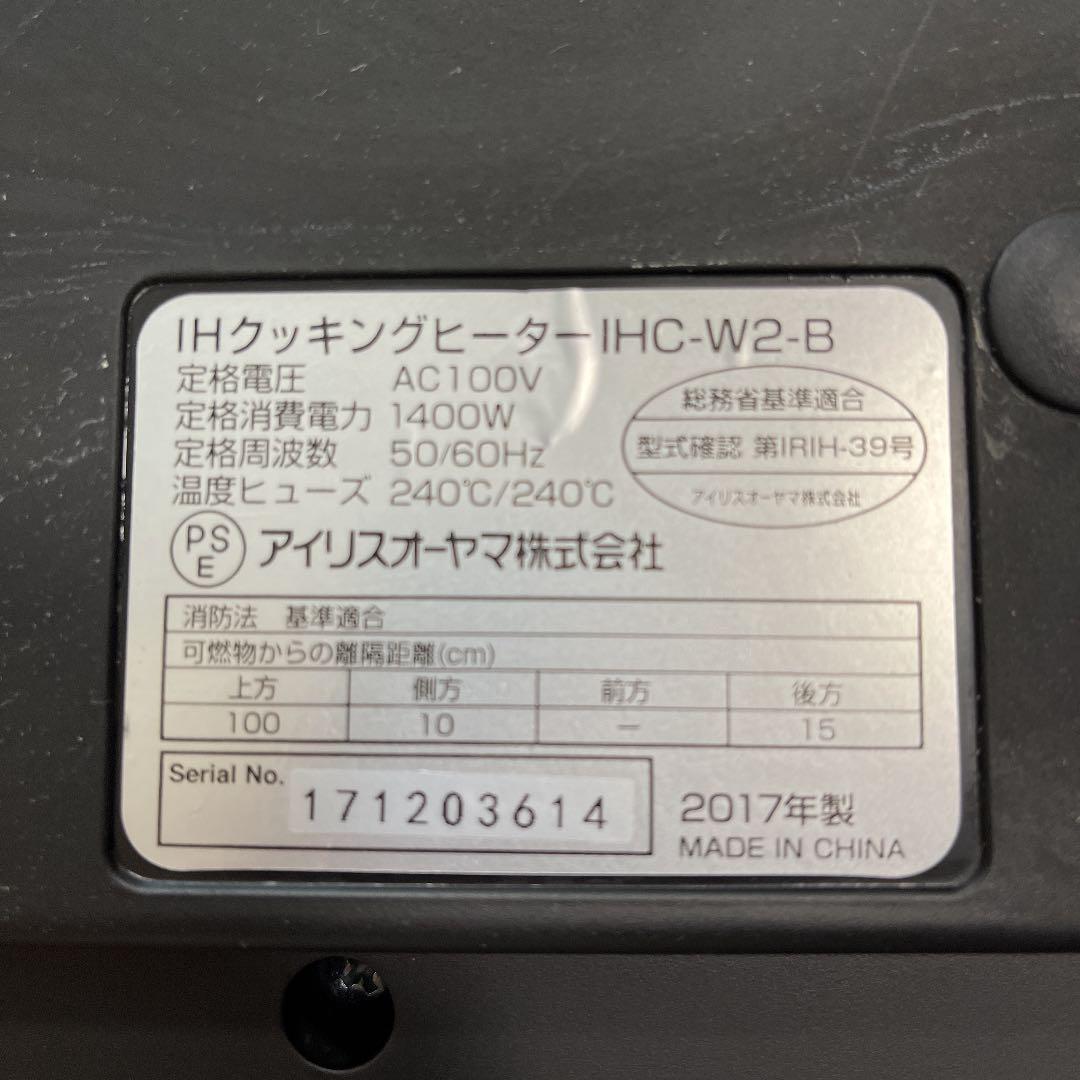 IHクッキングヒーター IHC-W2-B
定格電圧 AC100V
定格消費電力 1400W
定格周波数 50/60Hz
温度ヒューズ 240℃/240℃
総務省基準適合
型式確認 第IRIH-39号
アイリスオーヤマ株式会社
PSE アイリスオーヤマ株式会社
消防法 基準適合
可燃物からの離隔距離(cm)
上方 側方 前方 後方
100 10 − 15
Serial No. 171203614
2017年製
MADE IN CHINA